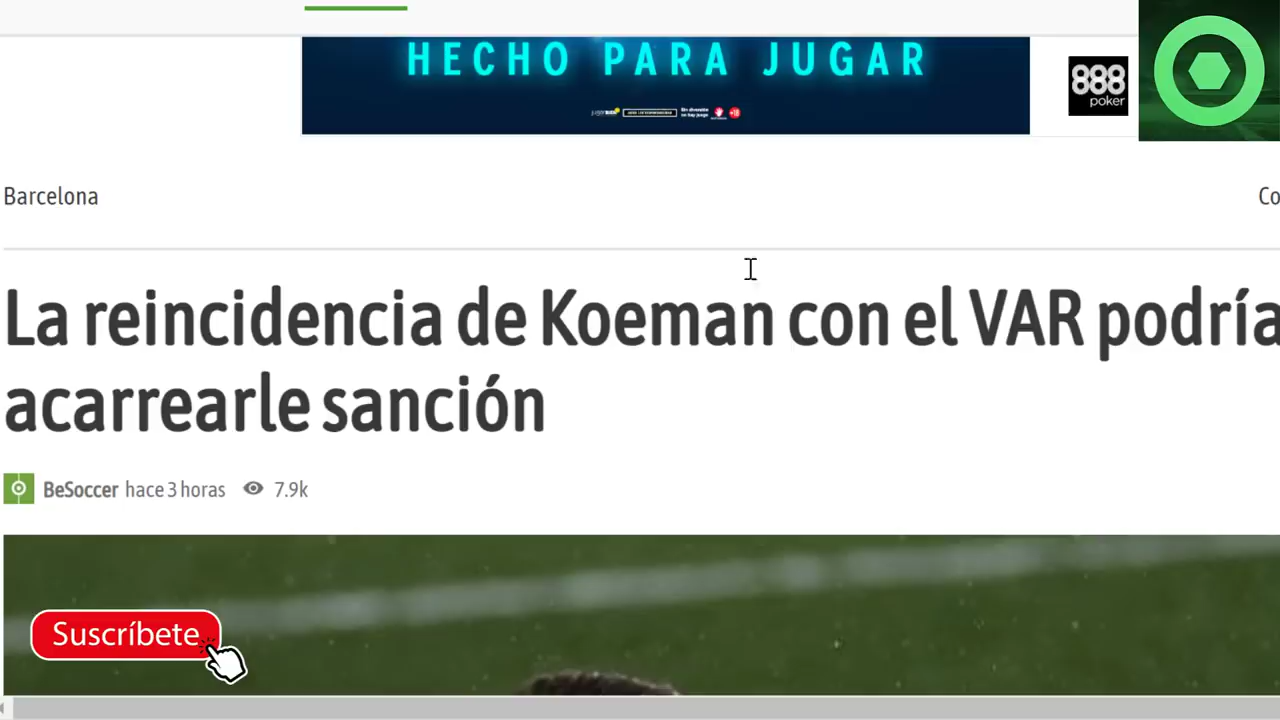 HECHO PARA JUGAR
888
poker
Barcelona
Co
La reincidencia de Koeman con el VAR podría
acarrearle sanción
BeSoccer hace 3 horas 7.9k
Suscríbete